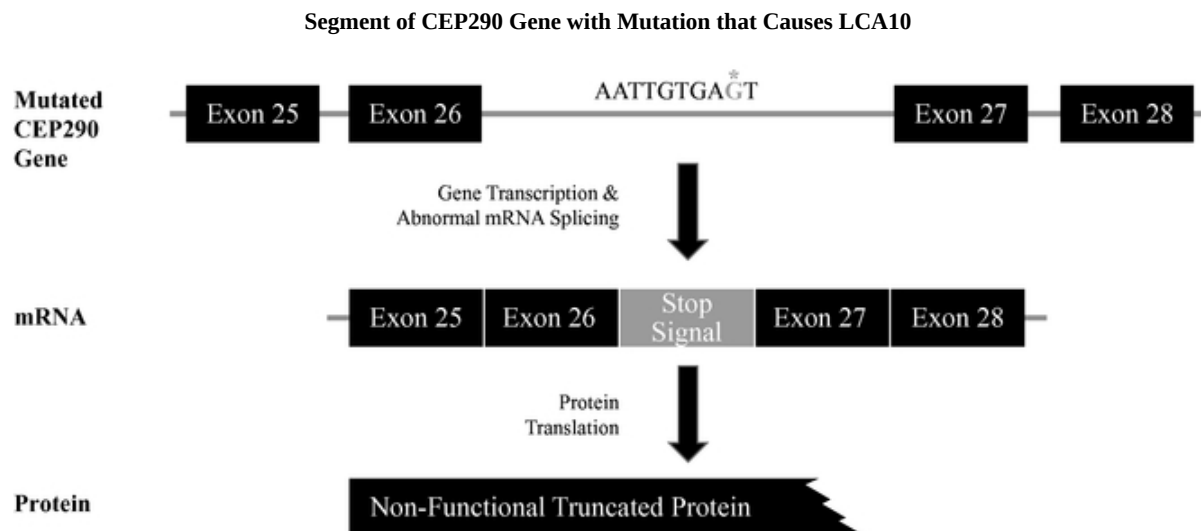 Segment of CEP290 Gene with Mutation that Causes LCA10
Mutated
CEP290
Gene
Exon 25
Exon 26
*
AATTGTGAGT
Exon 27
Exon 28
Gene Transcription &
Abnormal mRNA Splicing
mRNA
Exon 25
Exon 26
Stop
Signal
Exon 27
Exon 28
Protein
Translation
Protein
Non-Functional Truncated Protein